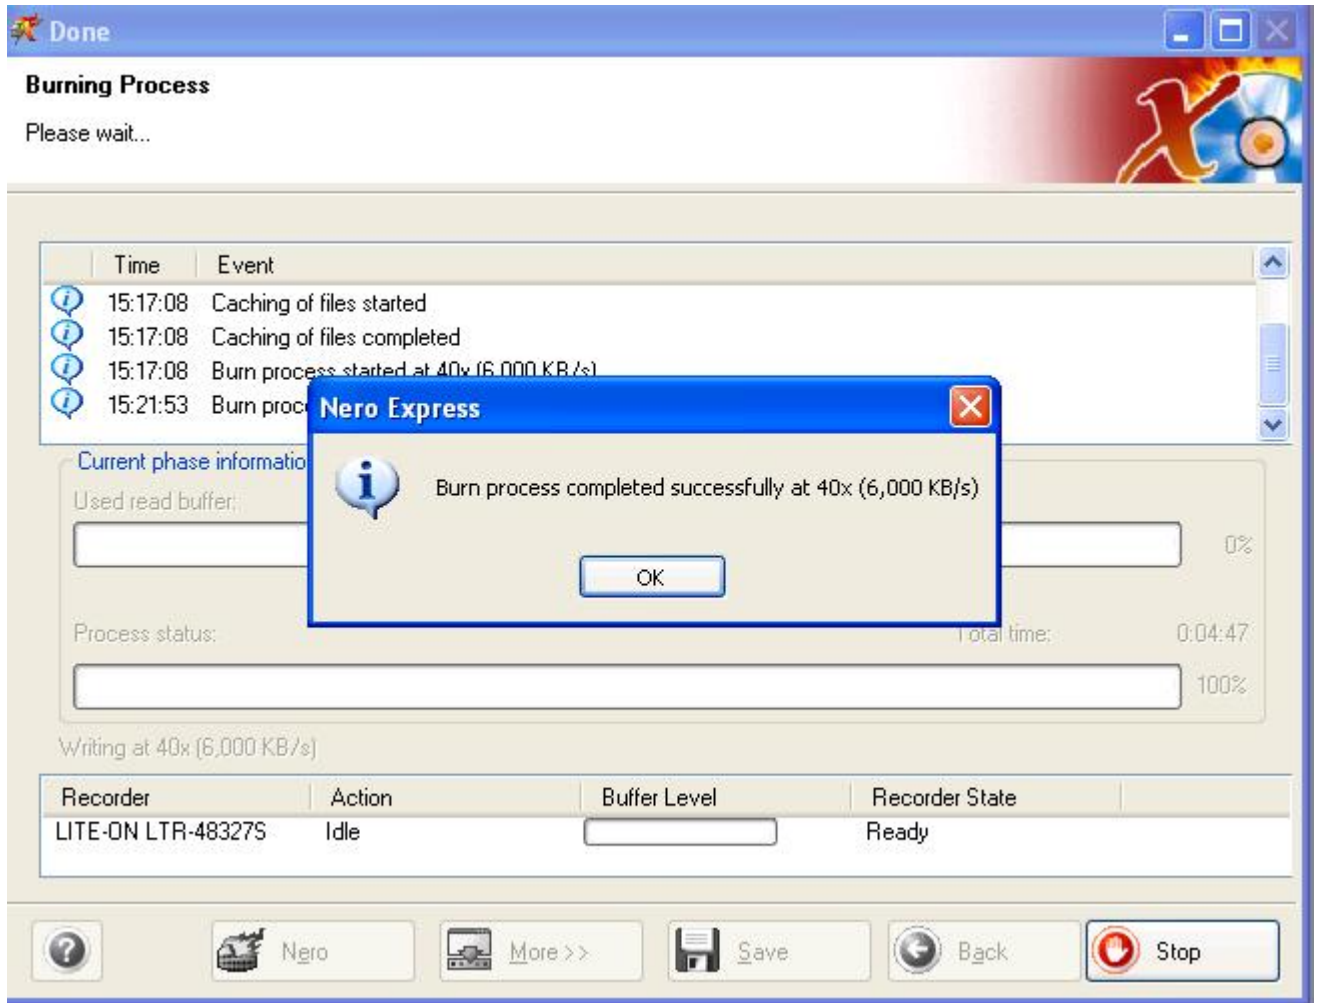 Done
Burning Process
Please wait...
Time Event
15:17:08 Caching of files started
15:17:08 Caching of files completed
15:17:08 Burn process started at 40x (6,000 KB/s)
15:21:53 Burn
Nero Express
Burn process completed successfully at 40x (6,000 KB/s)
OK
Current phase
Used read buffer:
0%
Process status: Total time: 0:04:47
100%
Writing at 40x (6,000 KB/s)
Recorder Action Buffer Level Recorder State
LITE-ON LTR-48327S Idle Ready
Nero More >> Save Back Stop